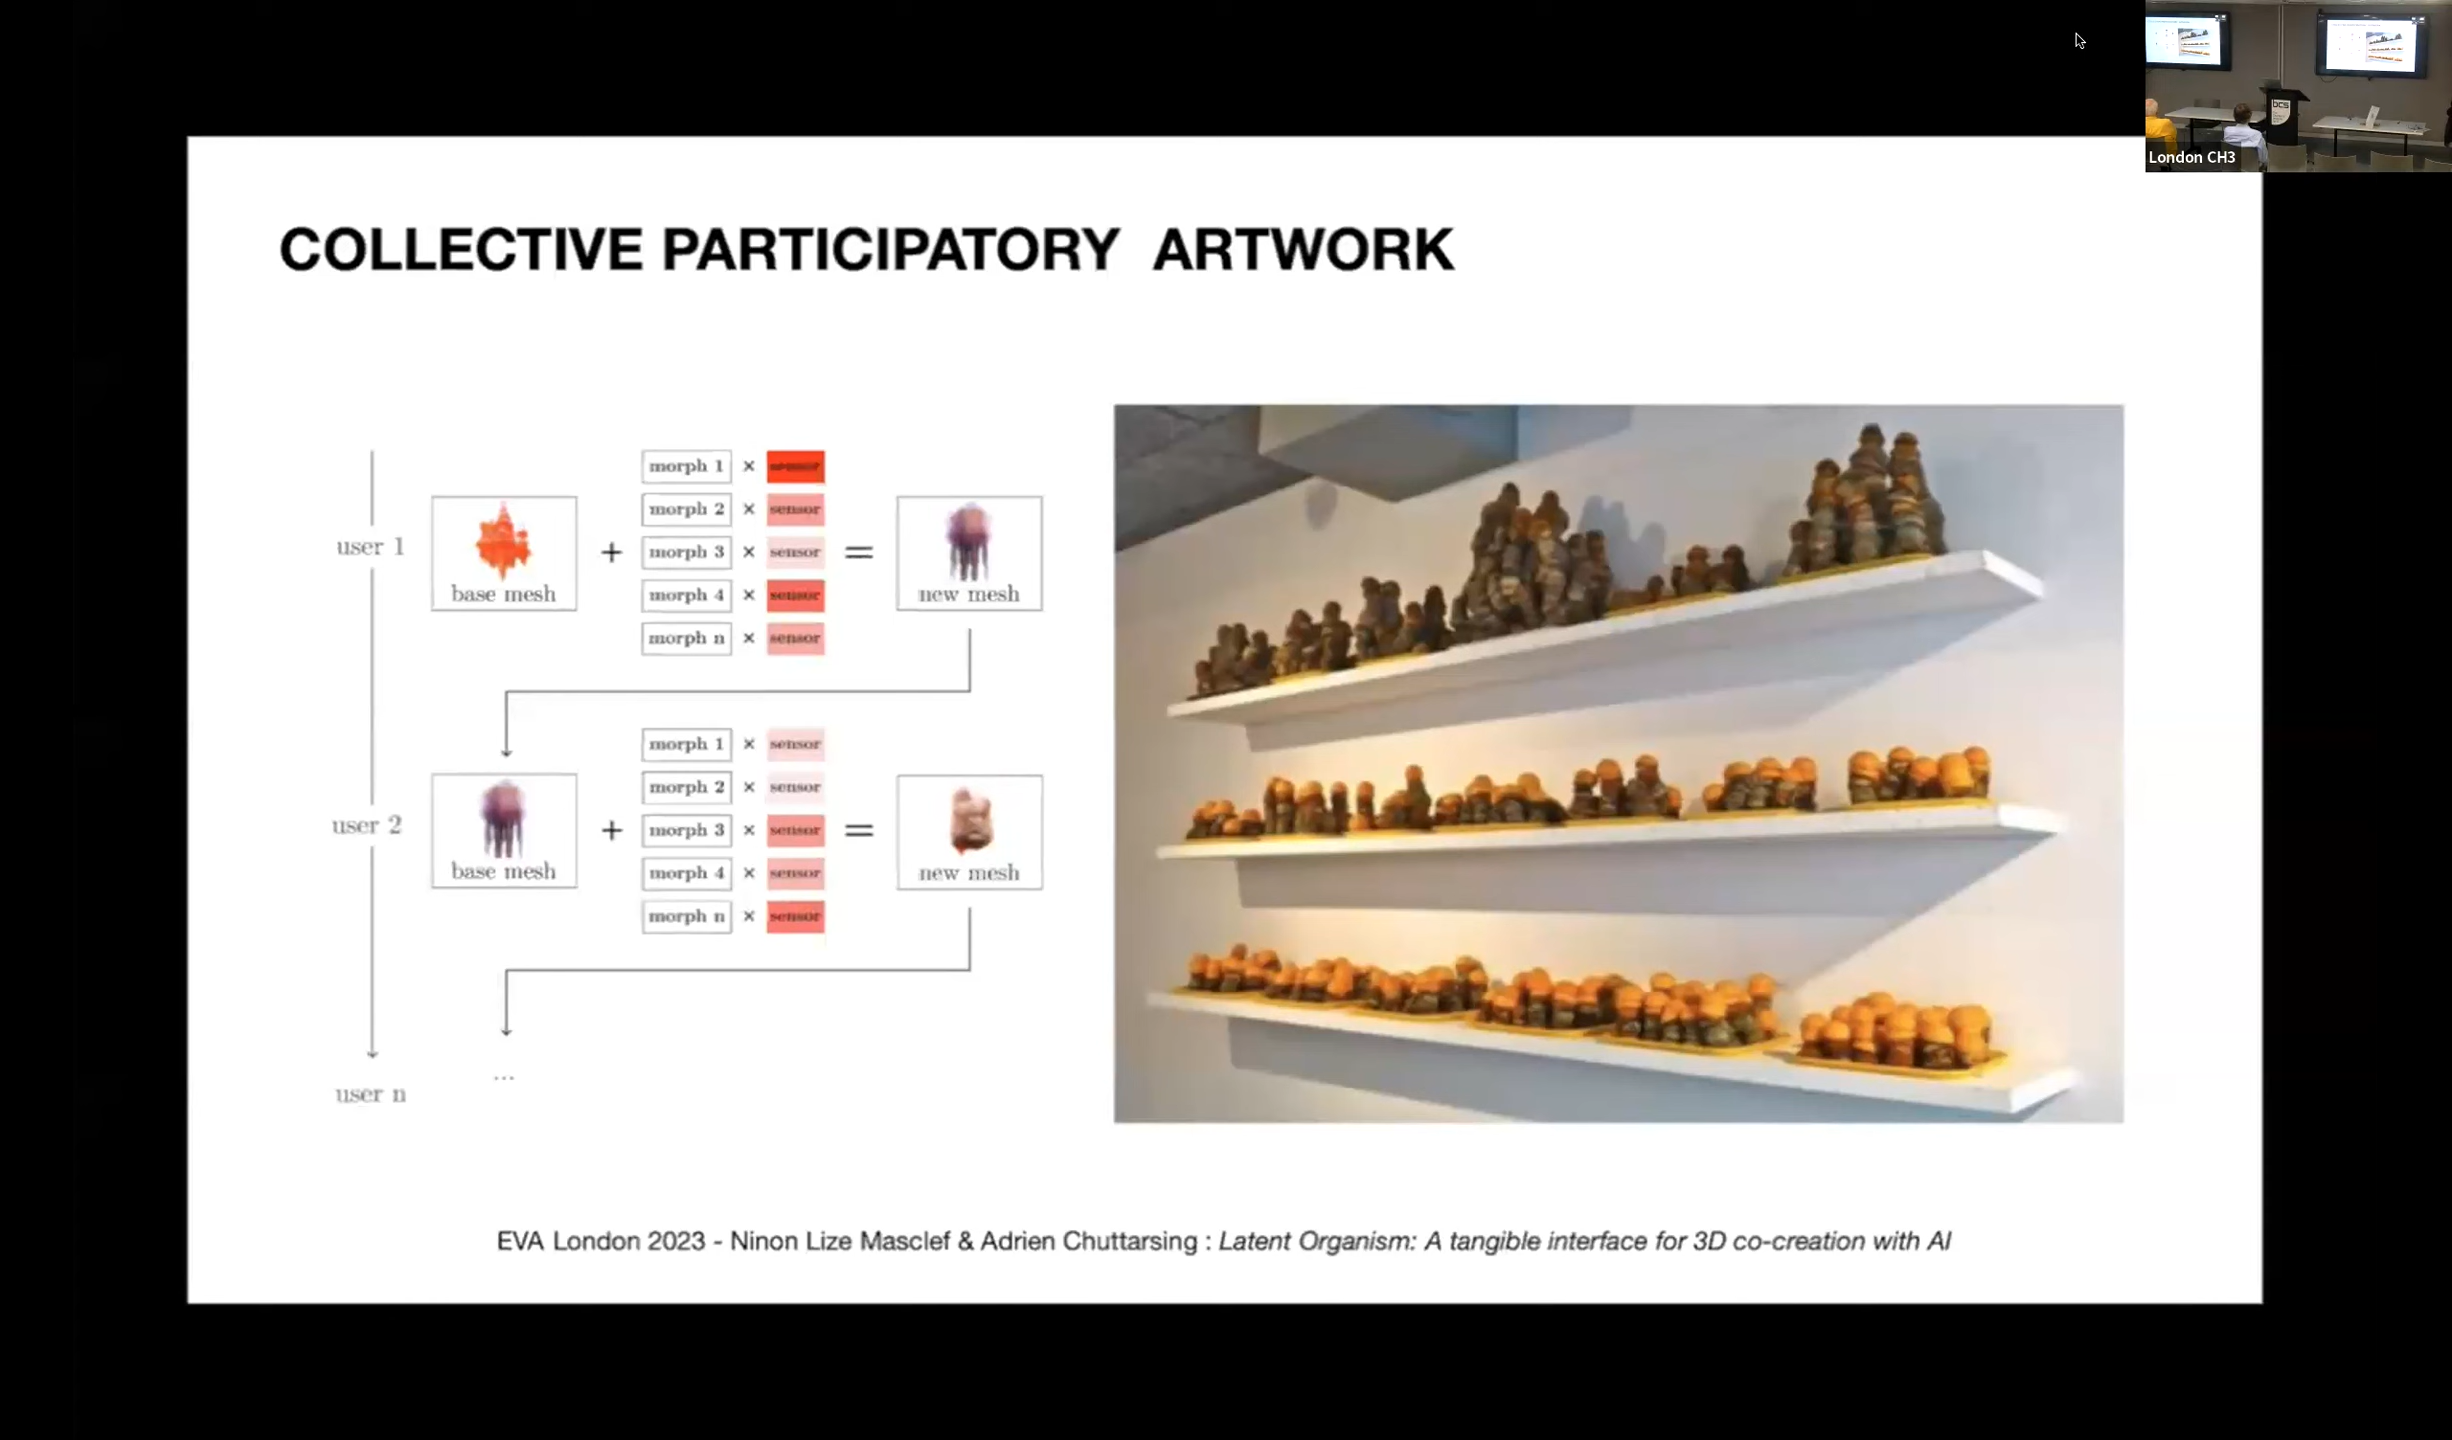 London CH3
bcs
COLLECTIVE PARTICIPATORY ARTWORK
user 1
base mesh
+
morph 1 × sensor
morph 2 × sensor
morph 3 × sensor
morph 4 × sensor
morph n × sensor
=
new mesh
user 2
base mesh
+
morph 1 × sensor
morph 2 × sensor
morph 3 × sensor
morph 4 × sensor
morph n × sensor
=
new mesh
...
user n
EVA London 2023 - Ninon Lize Masclef & Adrien Chuttarsing : Latent Organism: A tangible interface for 3D co-creation with AI